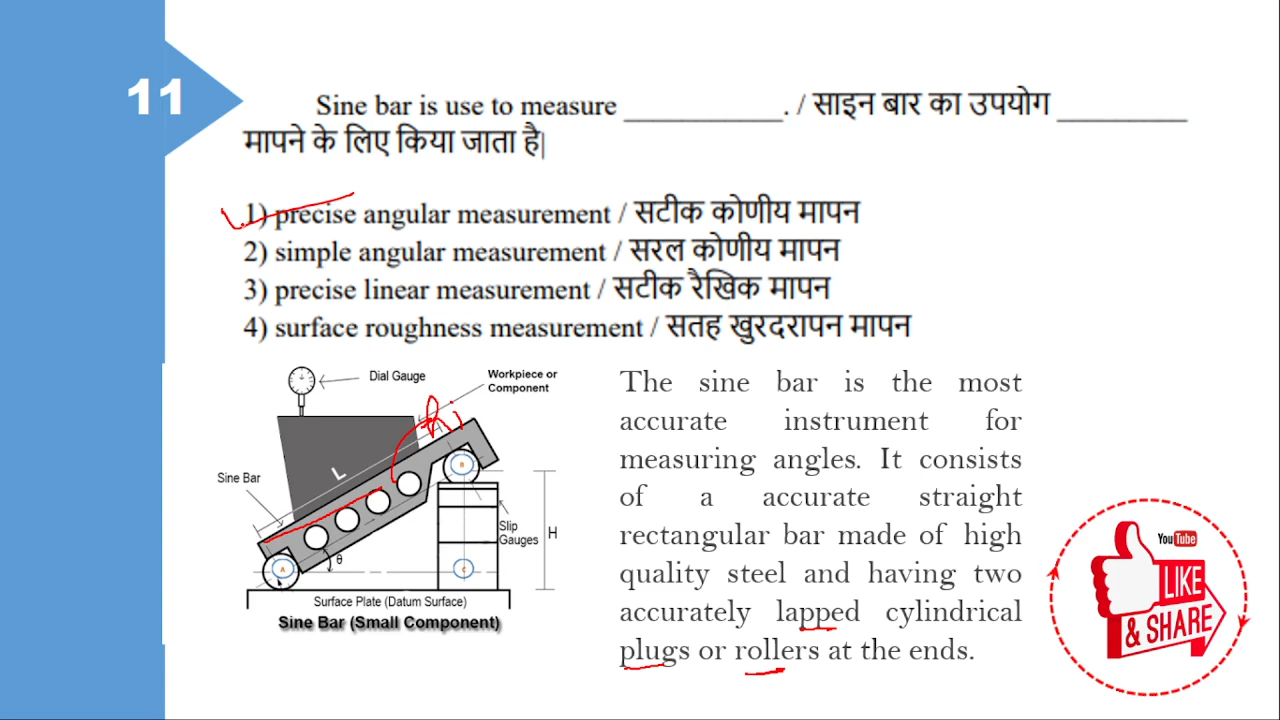 11
Sine bar is use to measure ____________. / साइन बार का उपयोग __________
मापने के लिए किया जाता है|
1) precise angular measurement / सटीक कोणीय मापन
2) simple angular measurement / सरल कोणीय मापन
3) precise linear measurement / सटीक रैखिक मापन
4) surface roughness measurement / सतह खुरदरापन मापन
Dial Gauge
Workpiece or
Component
L
Sine Bar
B
Slip
Gauges
H
θ
A
C
Surface Plate (Datum Surface)
Sine Bar (Small Component)
The sine bar is the most
accurate instrument for
measuring angles. It consists
of a accurate straight
rectangular bar made of high
quality steel and having two
accurately lapped cylindrical
plugs or rollers at the ends.
YouTube
LIKE
& SHARE